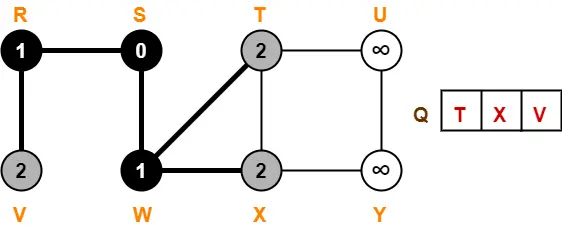 R S T U
1 0 2 ∞
Q T X V
2 1 2 ∞
V W X Y